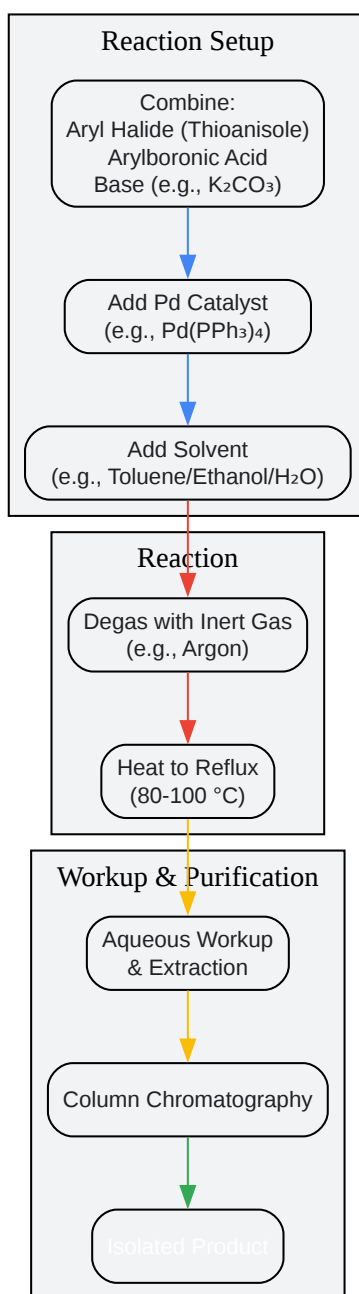 Reaction Setup
Combine:
Aryl Halide (Thioanisole)
Arylboronic Acid
Base (e.g., K₂CO₃)
Add Pd Catalyst
(e.g., Pd(PPh₃)₄)
Add Solvent
(e.g., Toluene/Ethanol/H₂O)
Reaction
Degas with Inert Gas
(e.g., Argon)
Heat to Reflux
(80-100 °C)
Workup & Purification
Aqueous Workup
& Extraction
Column Chromatography
Isolated Product